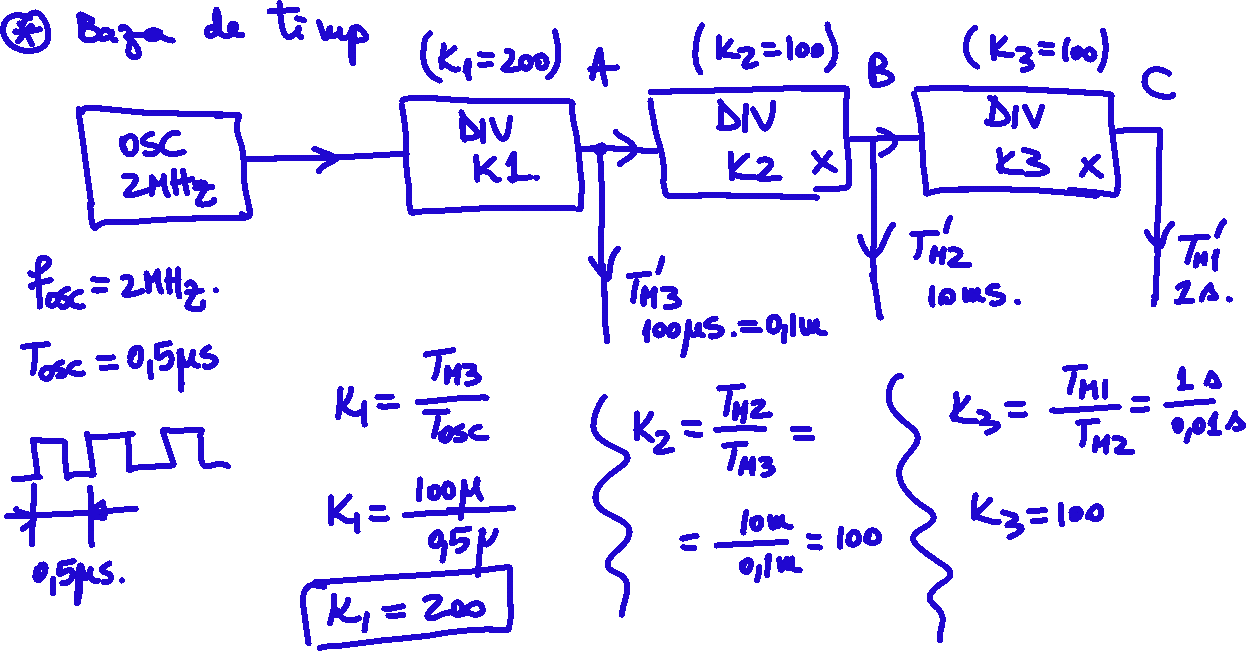 * Baza de timp
(K1=200) A (K2=100) B (K3=100) C
OSC 2MHz
DIV K1
DIV K2 X
DIV K3 X
fosc = 2MHz.
T'M3
100μs.=0,1m
T'M2
10ms.
T'M1
2s.
Tosc = 0,5μs
0,5μs.
K1 = TM3/Tosc
K1 = 100μ/0,5μ
K1 = 200
K2 = TM2/TM3 =
= 10m/0,1m = 100
K3 = TM1/TM2 = 1s/0,01s
K3=100